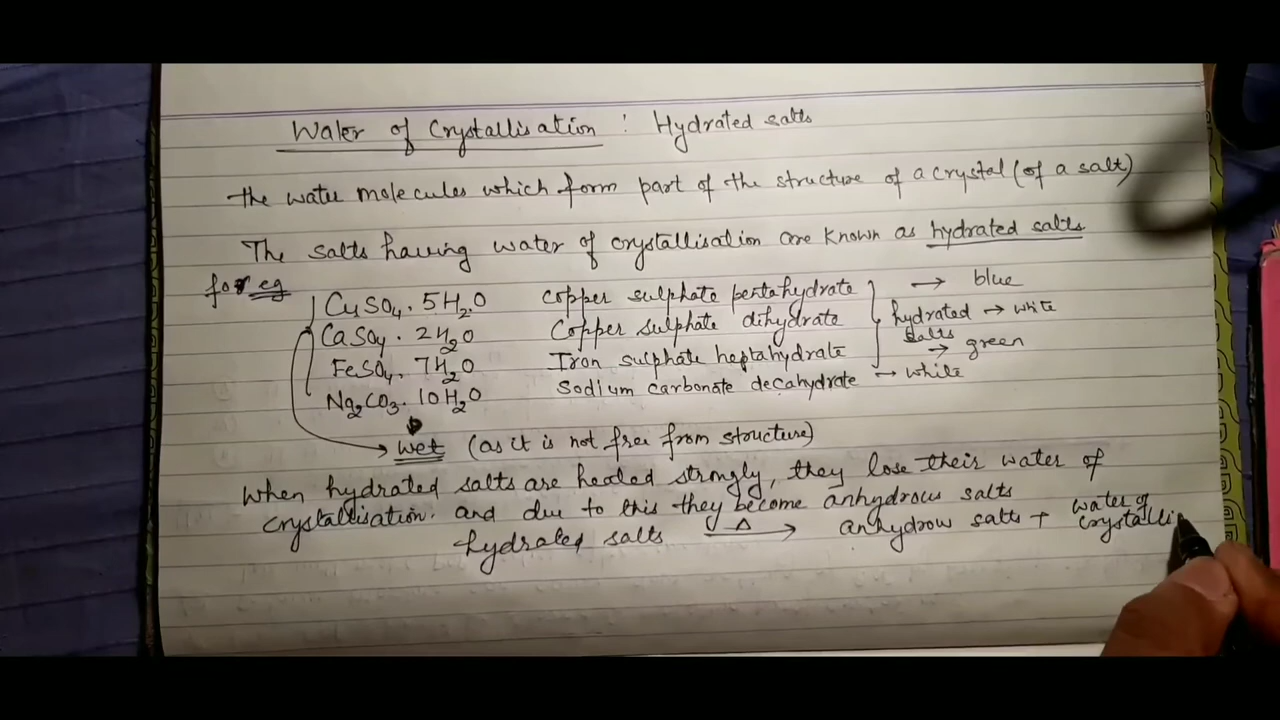 Water of Crystallisation : Hydrated salts
the water molecules which form part of the structure of a crystal (of a salt)
The salts having water of crystallisation are known as hydrated salts
for eg
CuSO4. 5H2O Copper sulphate pentahydrate → blue
CaSO4. 2H2O Copper sulphate dihydrate hydrated salts → white
FeSO4. 7H2O Iron sulphate heptahydrate → green
Na2CO3. 10H2O Sodium carbonate decahydrate → white
→ wet (as it is not free from structure)
When hydrated salts are heated strongly, they lose their water of
crystallisation. and due to this they become anhydrous salts
hydrated salts Δ→ anhydrow salts + water of crystalli